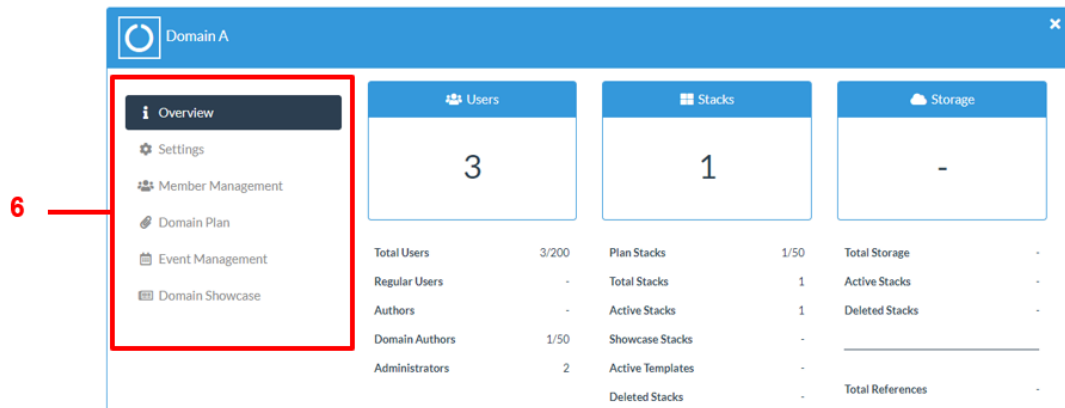 Domain A
×
6
Overview
Settings
Member Management
Domain Plan
Event Management
Domain Showcase
Users
3
Total Users 3/200
Regular Users -
Authors -
Domain Authors 1/50
Administrators 2
Stacks
1
Plan Stacks 1/50
Total Stacks 1
Active Stacks 1
Showcase Stacks -
Active Templates -
Deleted Stacks -
Storage
-
Total Storage -
Active Stacks -
Deleted Stacks -
Total References -